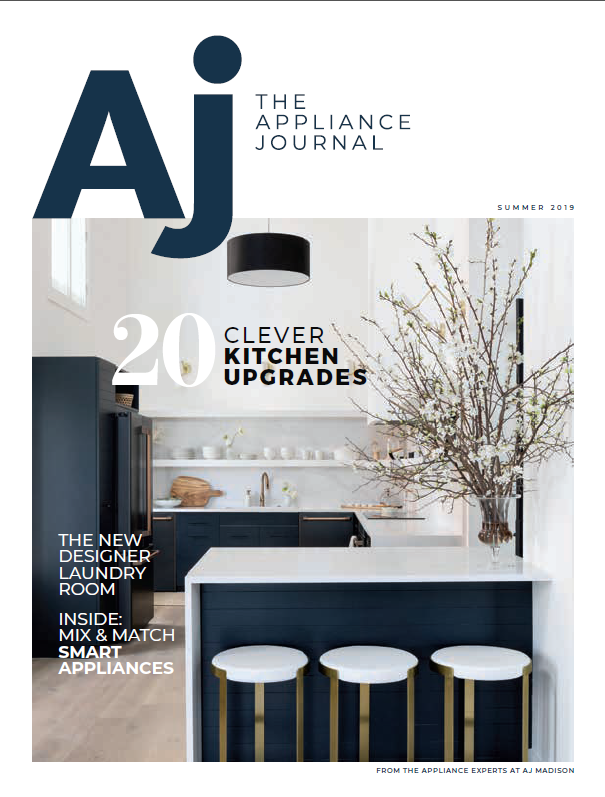 Aj
THE
APPLIANCE
JOURNAL
SUMMER 2019
20
CLEVER
KITCHEN
UPGRADES
THE NEW
DESIGNER
LAUNDRY
ROOM
INSIDE:
MIX & MATCH
SMART
APPLIANCES
FROM THE APPLIANCE EXPERTS AT AJ MADISON